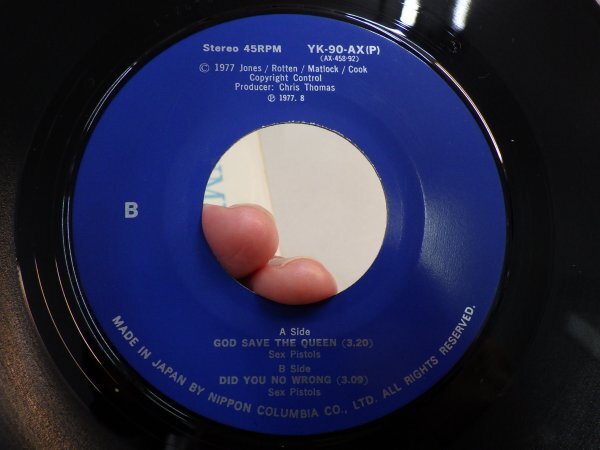 Stereo 45RPM YK-90-AX(P)
(AX-458-92)
© 1977 Jones / Rotten / Matlock / Cook
Copyright Control
Producer: Chris Thomas
℗ 1977. 8
B
A Side
GOD SAVE THE QUEEN (3.20)
Sex Pistols
B Side
DID YOU NO WRONG (3.09)
Sex Pistols
MADE IN JAPAN BY NIPPON COLUMBIA CO., LTD. ALL RIGHTS RESERVED.